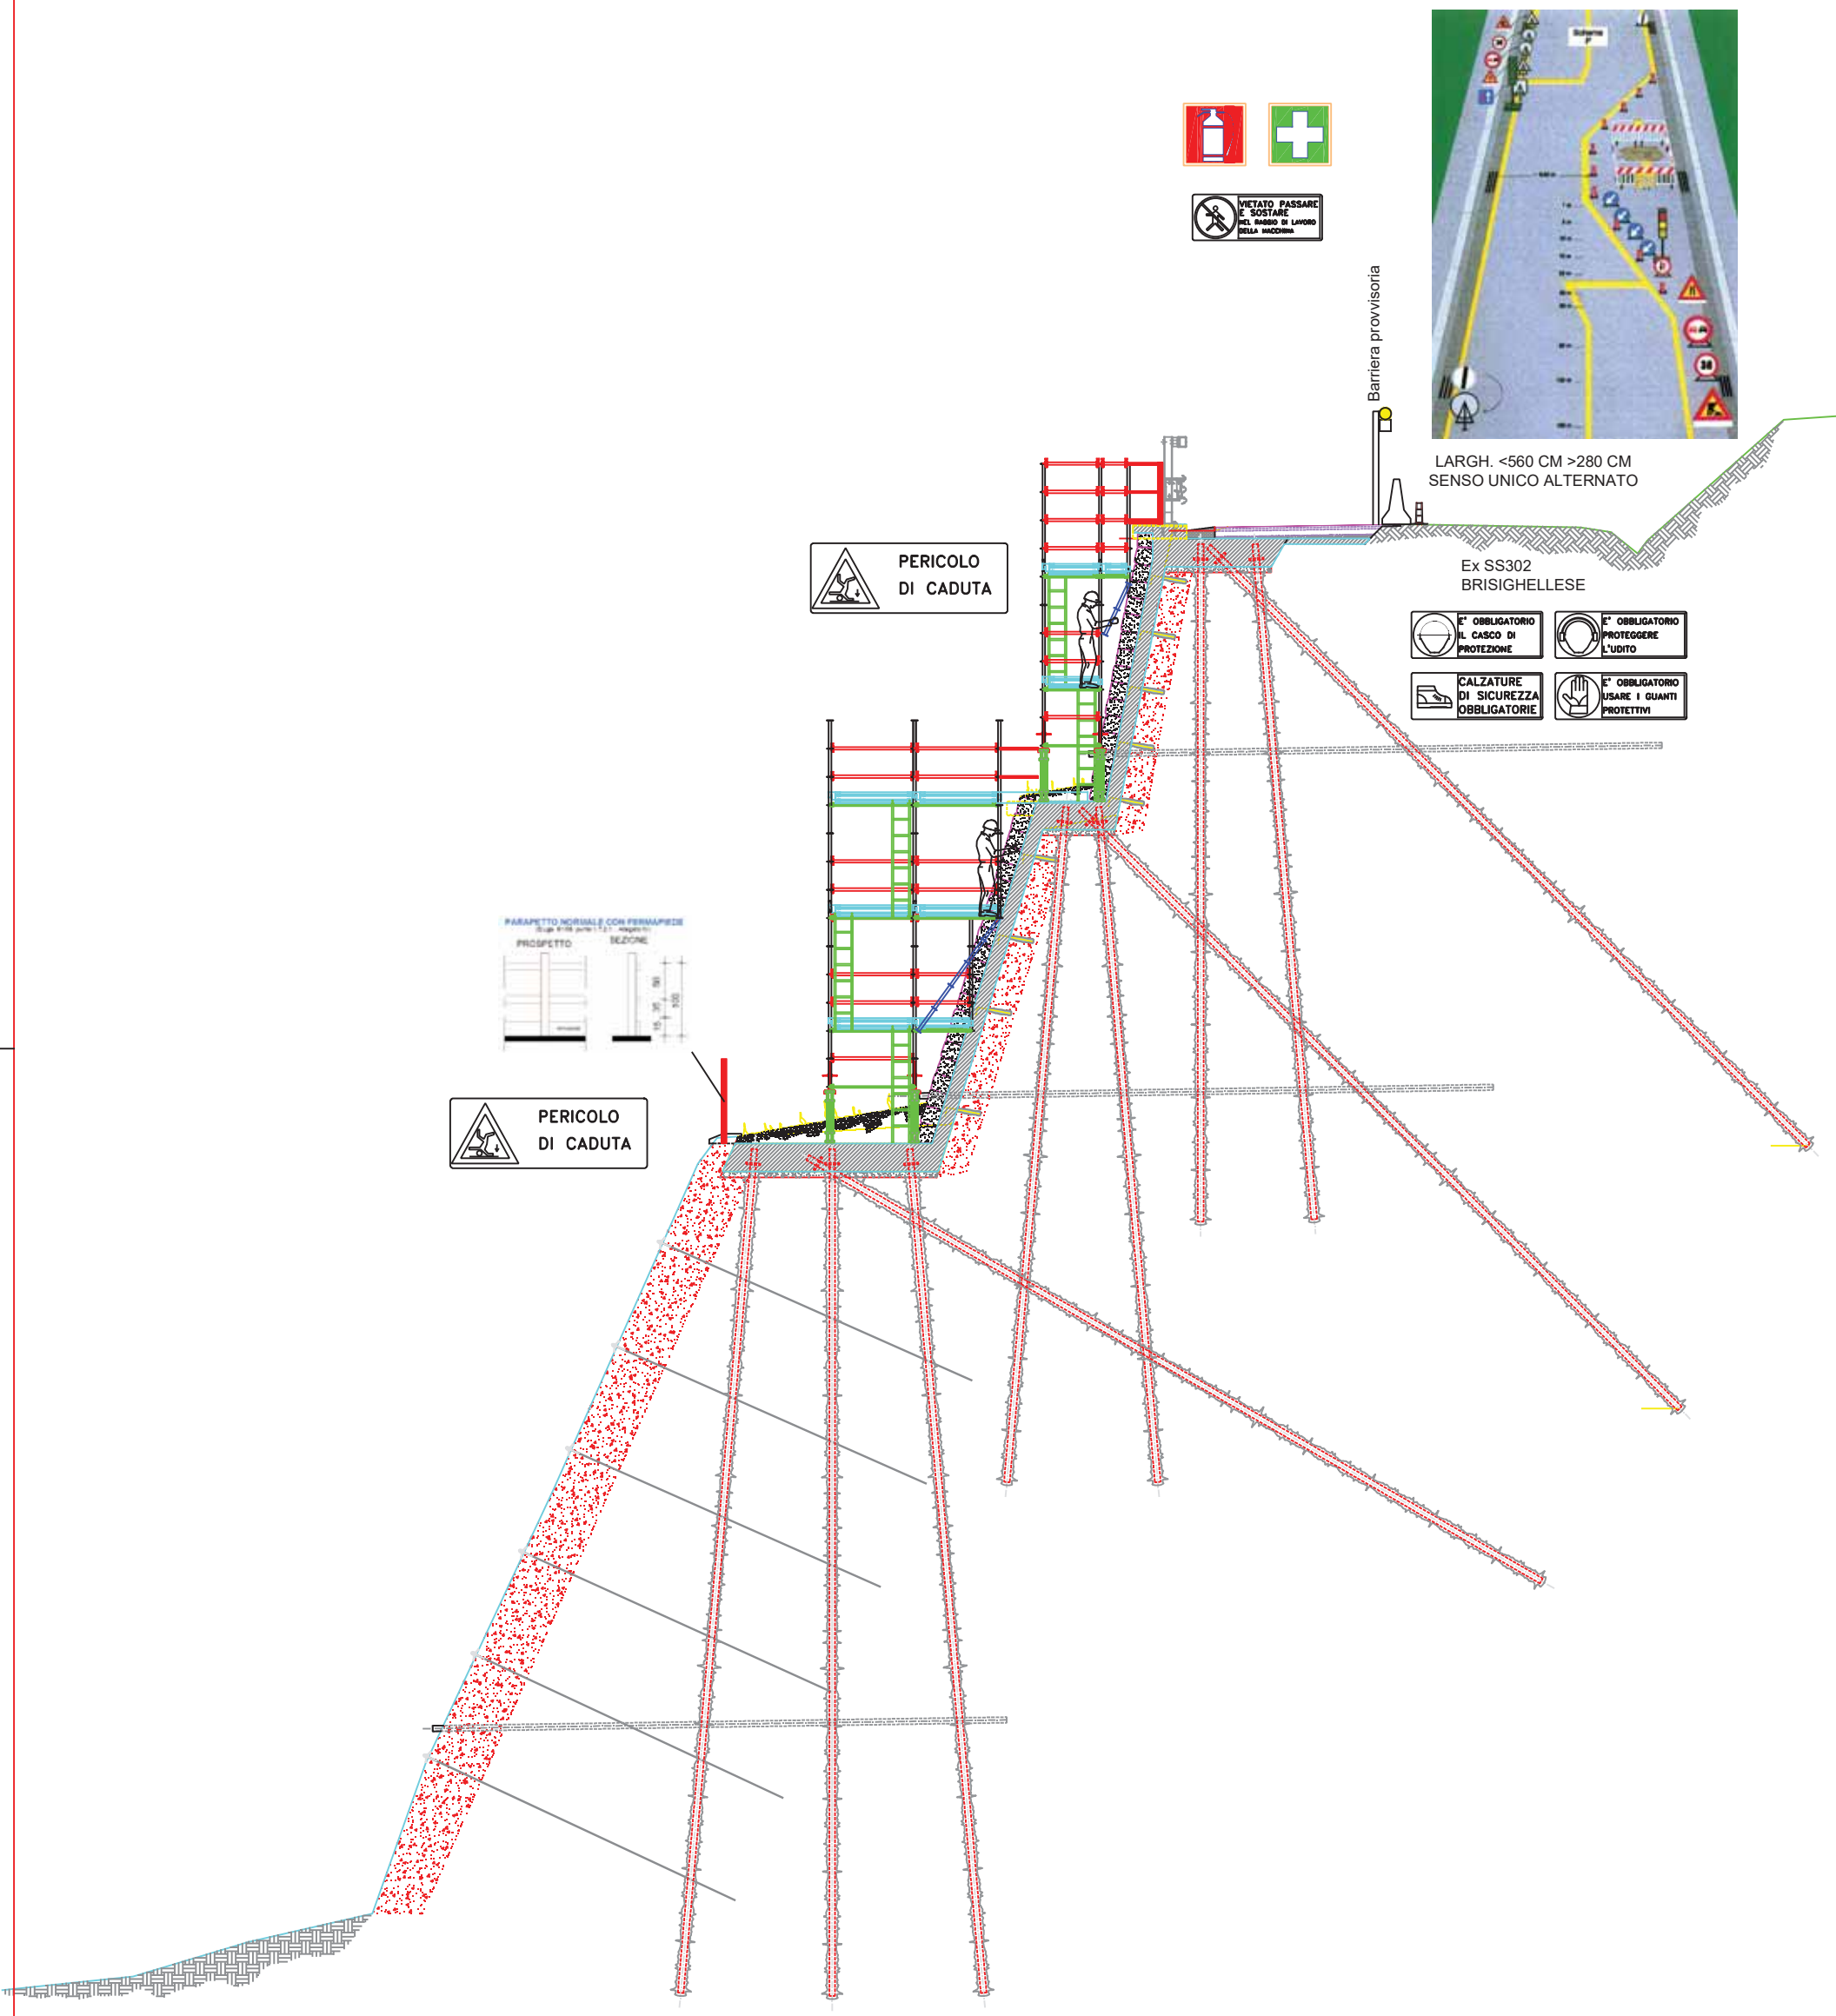 Schema
VIETATO PASSARE
E SOSTARE
NEL RAGGIO DI LAVORO
DELLA MACCHINA
Barriera provvisoria
30
LARGH. <560 CM >280 CM
SENSO UNICO ALTERNATO
PERICOLO
DI CADUTA
Ex SS302
BRISIGHELLESE
E' OBBLIGATORIO
IL CASCO DI
PROTEZIONE
E' OBBLIGATORIO
PROTEGGERE
L'UDITO
CALZATURE
DI SICUREZZA
OBBLIGATORIE
E' OBBLIGATORIO
USARE I GUANTI
PROTETTIVI
PARAPETTO NORMALE CON FERMAPIEDE
PROSPETTO
SEZIONE
PERICOLO
DI CADUTA